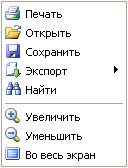 Печать
Открыть
Сохранить
Экспорт
Найти
Увеличить
Уменьшить
Во весь экран